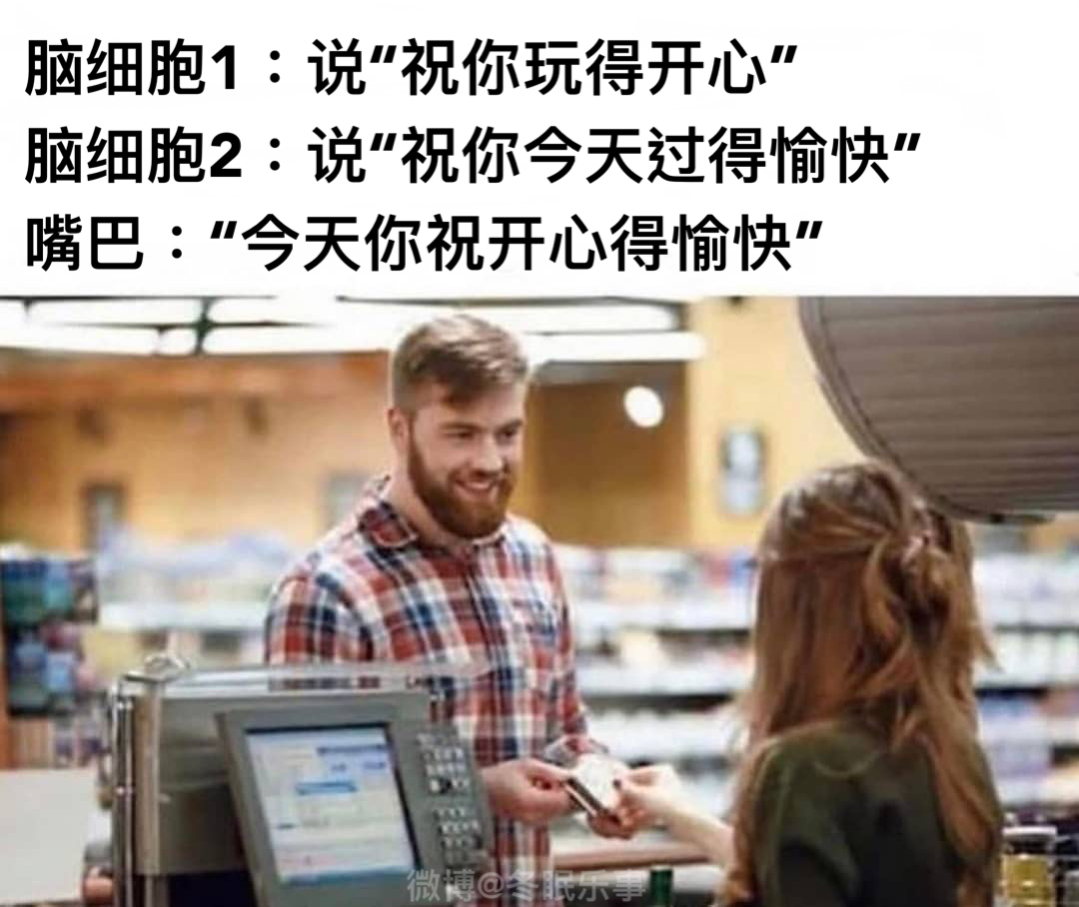 脑细胞1：说“祝你玩得开心”
脑细胞2：说“祝你今天过得愉快”
嘴巴：“今天你祝开心得愉快”
微博@冬眠乐事